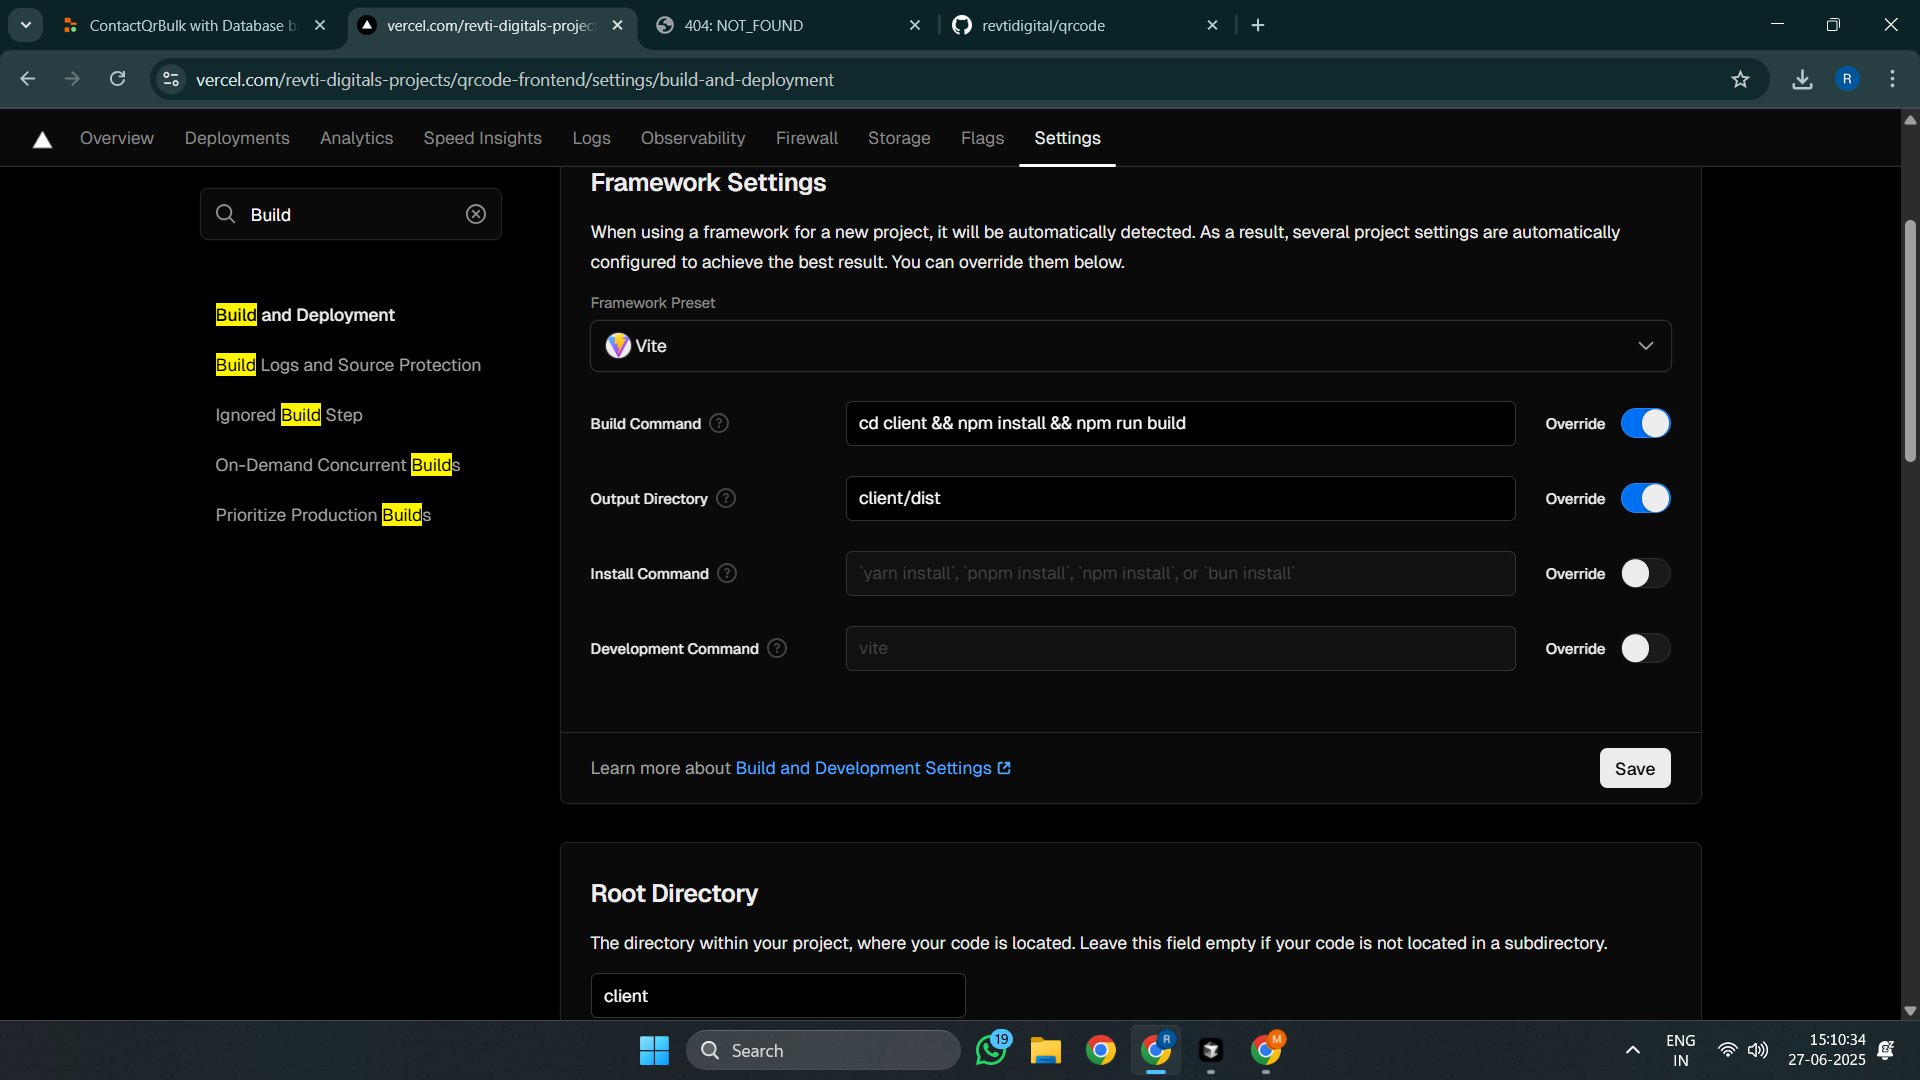 ContactQrBulk with Database b
vercel.com/revti-digitals-project
404: NOT_FOUND
revtidigital/qrcode
vercel.com/revti-digitals-projects/qrcode-frontend/settings/build-and-deployment
R
Overview
Deployments
Analytics
Speed Insights
Logs
Observability
Firewall
Storage
Flags
Settings
Build
Build and Deployment
Build Logs and Source Protection
Ignored Build Step
On-Demand Concurrent Builds
Prioritize Production Builds
Framework Settings
When using a framework for a new project, it will be automatically detected. As a result, several project settings are automatically
configured to achieve the best result. You can override them below.
Framework Preset
Vite
Build Command ?
cd client && npm install && npm run build
Override
Output Directory ?
client/dist
Override
Install Command ?
`yarn install`, `pnpm install`, `npm install`, or `bun install`
Override
Development Command ?
vite
Override
Learn more about Build and Development Settings
Save
Root Directory
The directory within your project, where your code is located. Leave this field empty if your code is not located in a subdirectory.
client
Search
19
R
M
ENG
IN
15:10:34
27-06-2025